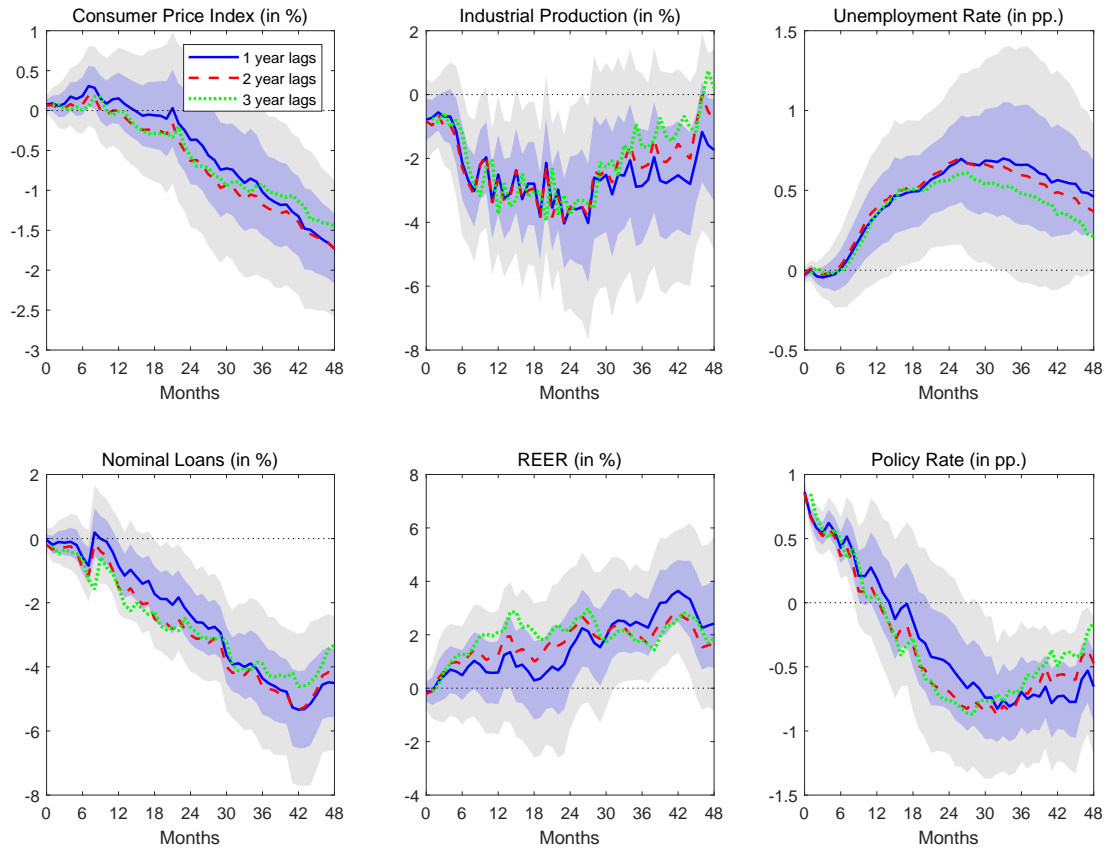 Consumer Price Index (in %)
1
0.5
0
-0.5
-1
-1.5
-2
-2.5
-3
0 6 12 18 24 30 36 42 48
Months
1 year lags
2 year lags
3 year lags
Industrial Production (in %)
2
0
-2
-4
-6
-8
0 6 12 18 24 30 36 42 48
Months
Unemployment Rate (in pp.)
1.5
1
0.5
0
-0.5
0 6 12 18 24 30 36 42 48
Months
Nominal Loans (in %)
2
0
-2
-4
-6
-8
0 6 12 18 24 30 36 42 48
Months
REER (in %)
8
6
4
2
0
-2
-4
0 6 12 18 24 30 36 42 48
Months
Policy Rate (in pp.)
1
0.5
0
-0.5
-1
-1.5
0 6 12 18 24 30 36 42 48
Months